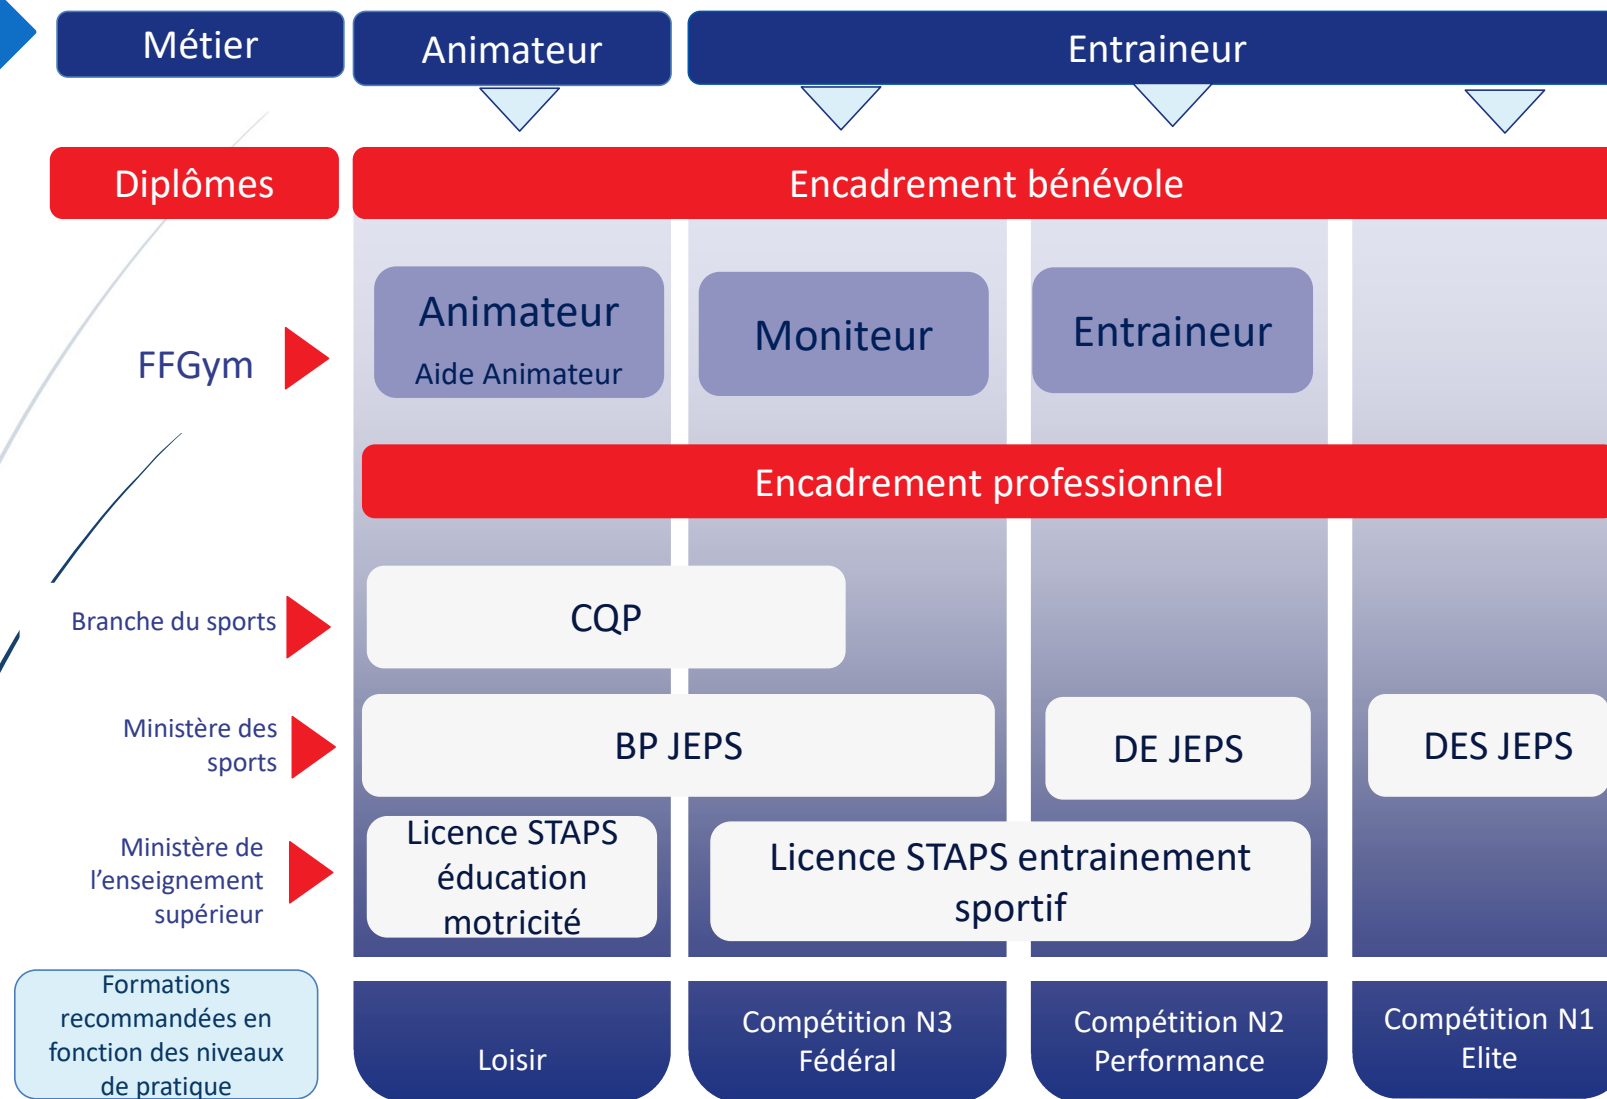 Métier
Animateur
Entraineur
Diplômes
Encadrement bénévole
FFGym
Animateur
Aide Animateur
Moniteur
Entraineur
Encadrement professionnel
Branche du sports
CQP
Ministère des
sports
BP JEPS
DE JEPS
DES JEPS
Ministère de
l'enseignement
supérieur
Licence STAPS
éducation
motricité
Licence STAPS entrainement
sportif
Formations
recommandées en
fonction des niveaux
de pratique
Loisir
Compétition N3
Fédéral
Compétition N2
Performance
Compétition N1
Elite